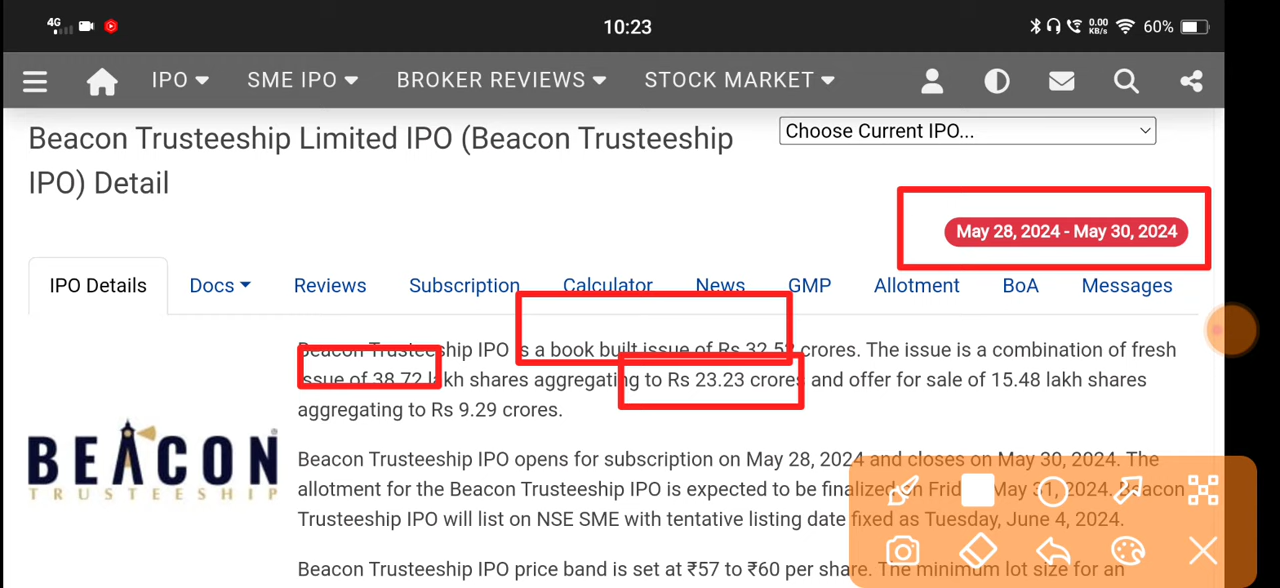 4G 10:23 0.00 KB/s 60%
IPO SME IPO BROKER REVIEWS STOCK MARKET
Beacon Trusteeship Limited IPO (Beacon Trusteeship
IPO) Detail
Choose Current IPO...
May 28, 2024 - May 30, 2024
IPO Details Docs Reviews Subscription Calculator News GMP Allotment BoA Messages
Beacon Trusteeship IPO is a book built issue of Rs 32.52 crores. The issue is a combination of fresh
issue of 38.72 lakh shares aggregating to Rs 23.23 crores and offer for sale of 15.48 lakh shares
aggregating to Rs 9.29 crores.
BEACON
TRUSTEESHIP
Beacon Trusteeship IPO opens for subscription on May 28, 2024 and closes on May 30, 2024. The
allotment for the Beacon Trusteeship IPO is expected to be finalized on Friday, May 31, 2024. Beacon
Trusteeship IPO will list on NSE SME with tentative listing date fixed as Tuesday, June 4, 2024.
Beacon Trusteeship IPO price band is set at ₹57 to ₹60 per share. The minimum lot size for an